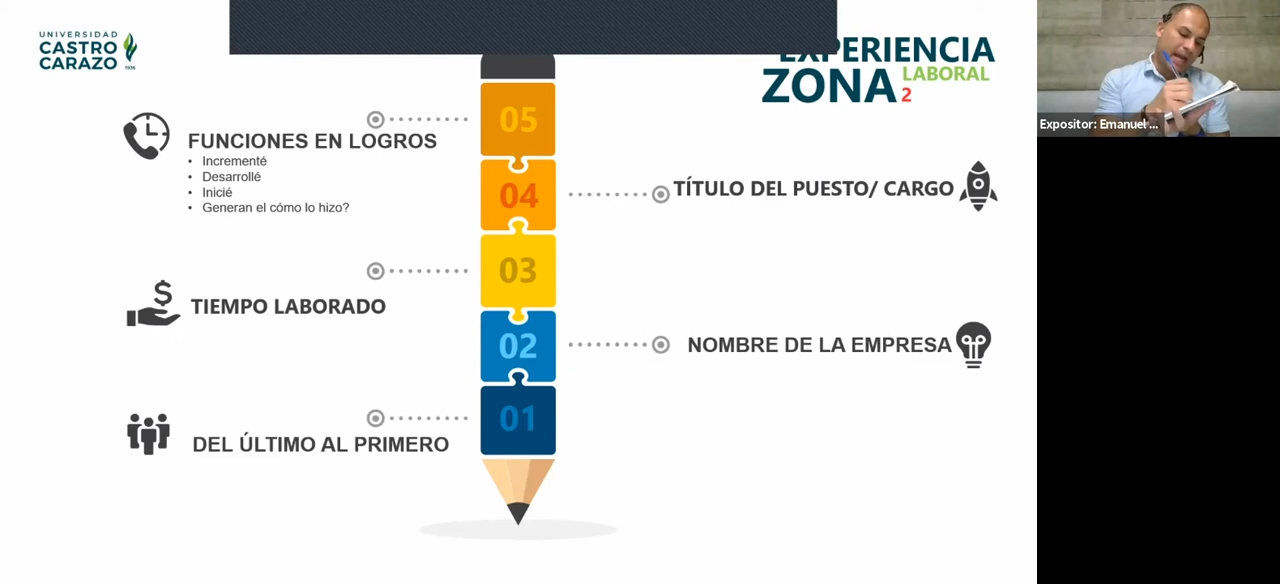 UNIVERSIDAD
CASTRO
CARAZO
1936
EXPERIENCIA
LABORAL
ZONA 2
Expositor: Emanuel ...
05
FUNCIONES EN LOGROS
• Incrementé
• Desarrollé
• Inicié
• Generan el cómo lo hizo?
04
TÍTULO DEL PUESTO/ CARGO
03
TIEMPO LABORADO
02
NOMBRE DE LA EMPRESA
01
DEL ÚLTIMO AL PRIMERO